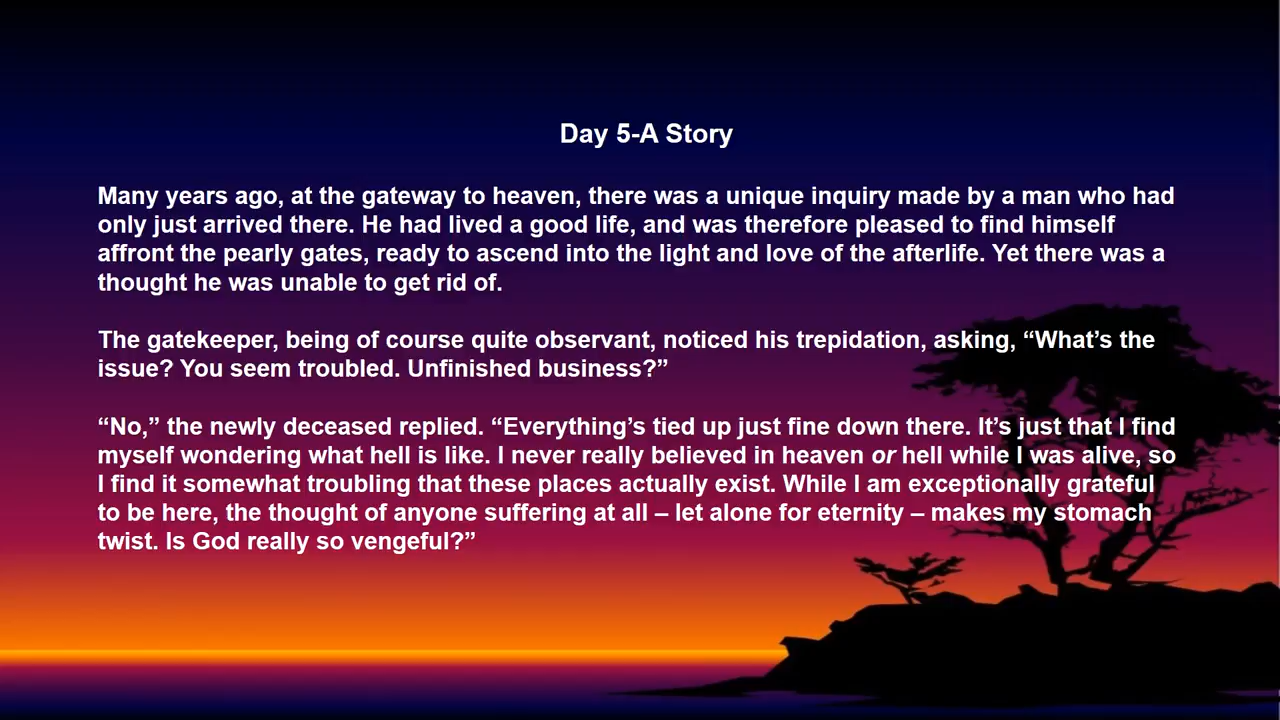 Day 5-A Story
Many years ago, at the gateway to heaven, there was a unique inquiry made by a man who had
only just arrived there. He had lived a good life, and was therefore pleased to find himself
affront the pearly gates, ready to ascend into the light and love of the afterlife. Yet there was a
thought he was unable to get rid of.
The gatekeeper, being of course quite observant, noticed his trepidation, asking, “What’s the
issue? You seem troubled. Unfinished business?”
“No,” the newly deceased replied. “Everything’s tied up just fine down there. It’s just that I find
myself wondering what hell is like. I never really believed in heaven or hell while I was alive, so
I find it somewhat troubling that these places actually exist. While I am exceptionally grateful
to be here, the thought of anyone suffering at all – let alone for eternity – makes my stomach
twist. Is God really so vengeful?”